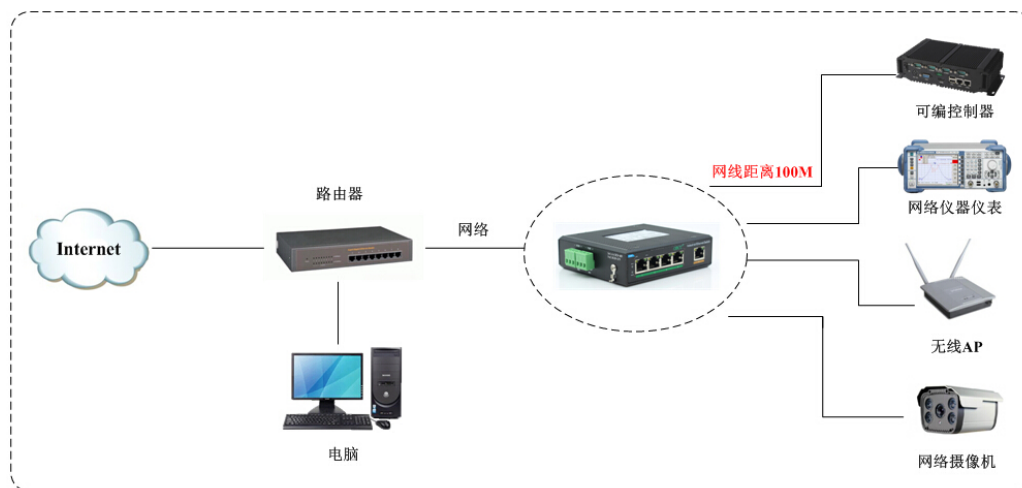 可编控制器
网线距离100M
路由器
网络仪器仪表
网络
Internet
无线AP
电脑
网络摄像机